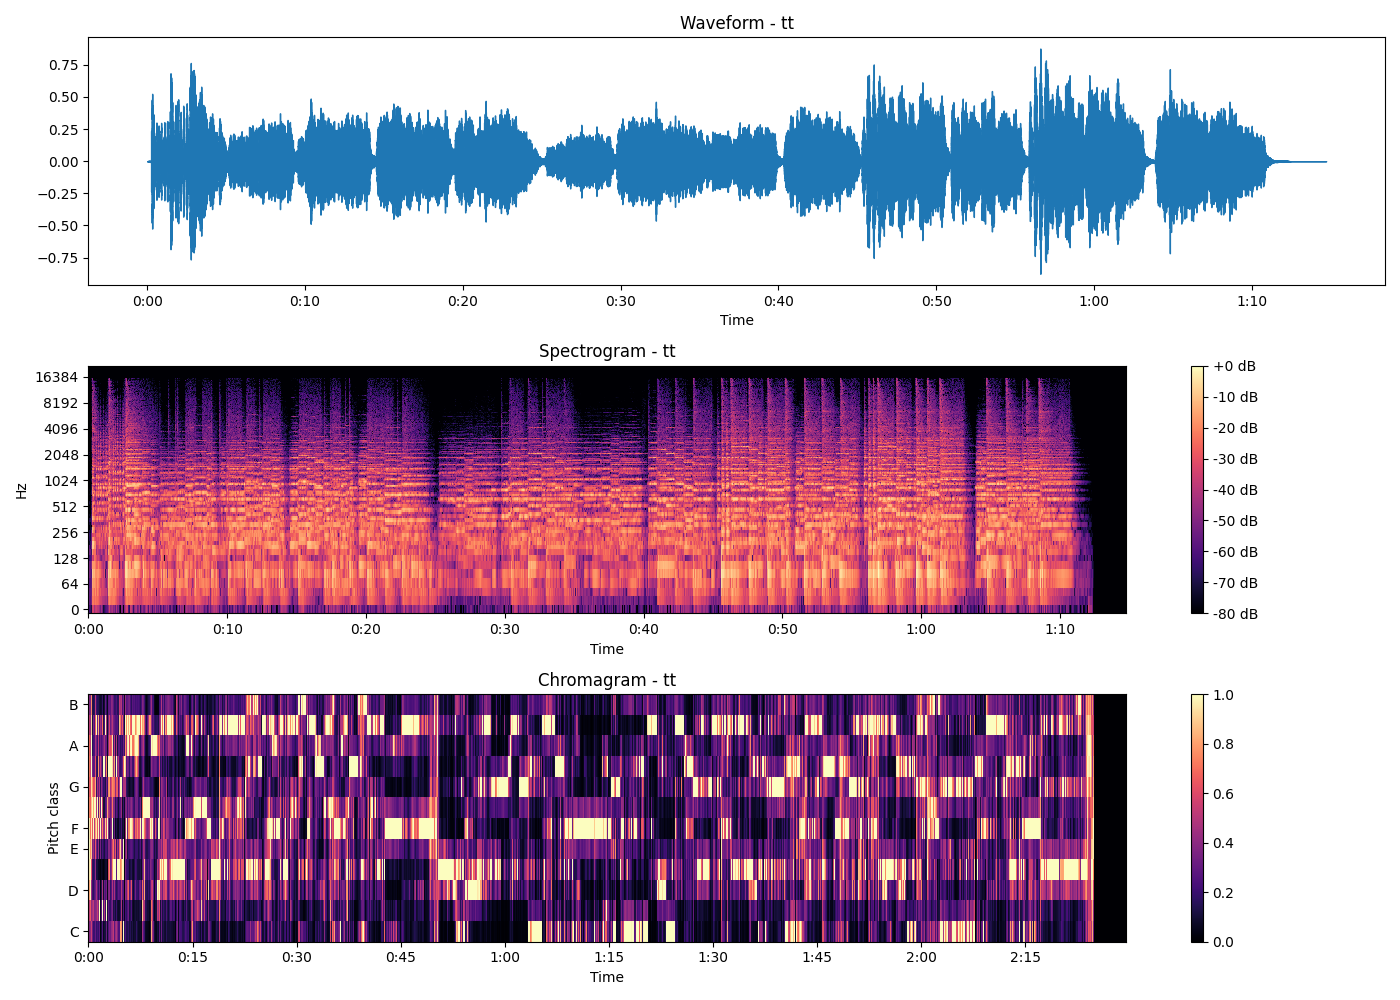 Waveform - tt
0.75
0.50
0.25
0.00
−0.25
−0.50
−0.75
0:00 0:10 0:20 0:30 0:40 0:50 1:00 1:10
Time
Spectrogram - tt
Hz
16384
8192
4096
2048
1024
512
256
128
64
0
0:00 0:10 0:20 0:30 0:40 0:50 1:00 1:10
Time
+0 dB
-10 dB
-20 dB
-30 dB
-40 dB
-50 dB
-60 dB
-70 dB
-80 dB
Chromagram - tt
Pitch class
B
A
G
F
E
D
C
0:00 0:15 0:30 0:45 1:00 1:15 1:30 1:45 2:00 2:15
Time
1.0
0.8
0.6
0.4
0.2
0.0